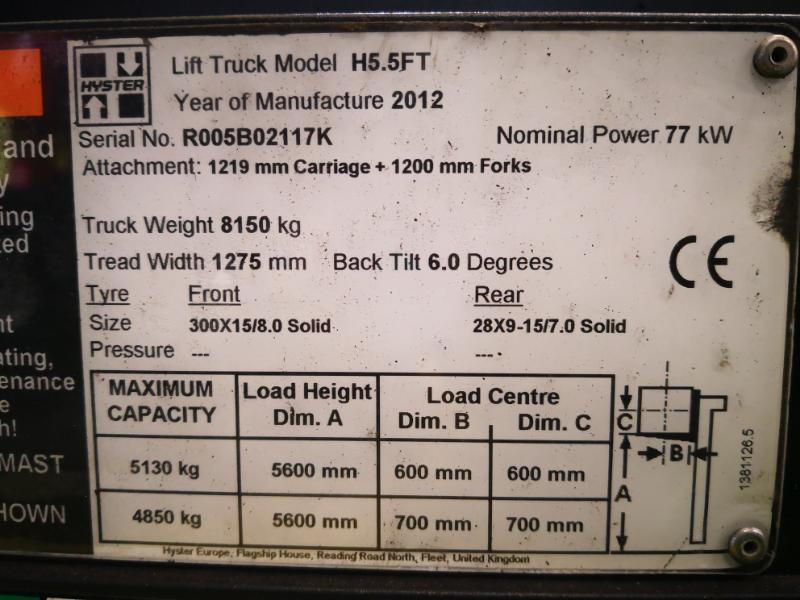 and
y
ing
ed
t
ating,
enance
e
h!
MAST
HOWN
HYSTER
Lift Truck Model H5.5FT
Year of Manufacture 2012
Serial No. R005B02117K Nominal Power 77 kW
Attachment: 1219 mm Carriage + 1200 mm Forks
Truck Weight 8150 kg
Tread Width 1275 mm Back Tilt 6.0 Degrees
CE
Tyre Front Rear
Size 300X15/8.0 Solid 28X9-15/7.0 Solid
Pressure --- ---
MAXIMUM CAPACITY Load Height Dim. A Load Centre Dim. B Dim. C
5130 kg 5600 mm 600 mm 600 mm
4850 kg 5600 mm 700 mm 700 mm
C
B
A
1381126.5
Hyster Europe, Flagship House, Reading Road North, Fleet, United Kingdom